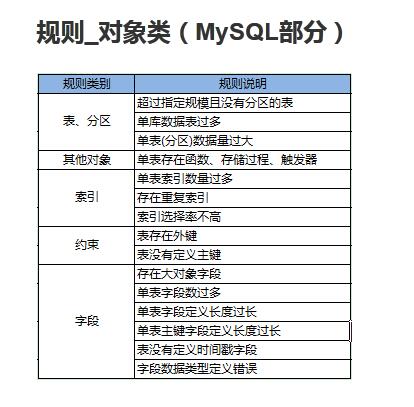 规则_对象类（MySQL部分）
规则类别 规则说明
表、分区 超过指定规模且没有分区的表
单库数据表过多
单表(分区)数据量过大
其他对象 单表存在函数、存储过程、触发器
索引 单表索引数量过多
存在重复索引
索引选择率不高
约束 表存在外键
表没有定义主键
字段 存在大对象字段
单表字段数过多
单表字段定义长度过长
单表主键字段定义长度过长
表没有定义时间戳字段
字段数据类型定义错误